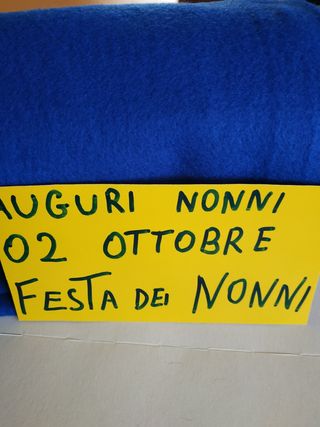 AUGURI NONNI
02 OTTOBRE
FESTA DEI NONNI